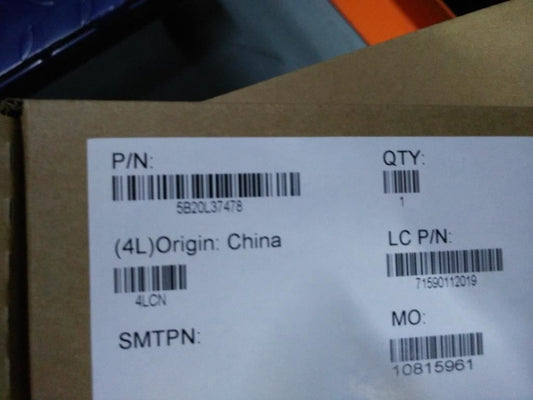 P/N:
5B20L37478
QTY:
1
(4L)Origin: China
4LCN
LC P/N:
71590112019
SMTPN:
MO:
10815961